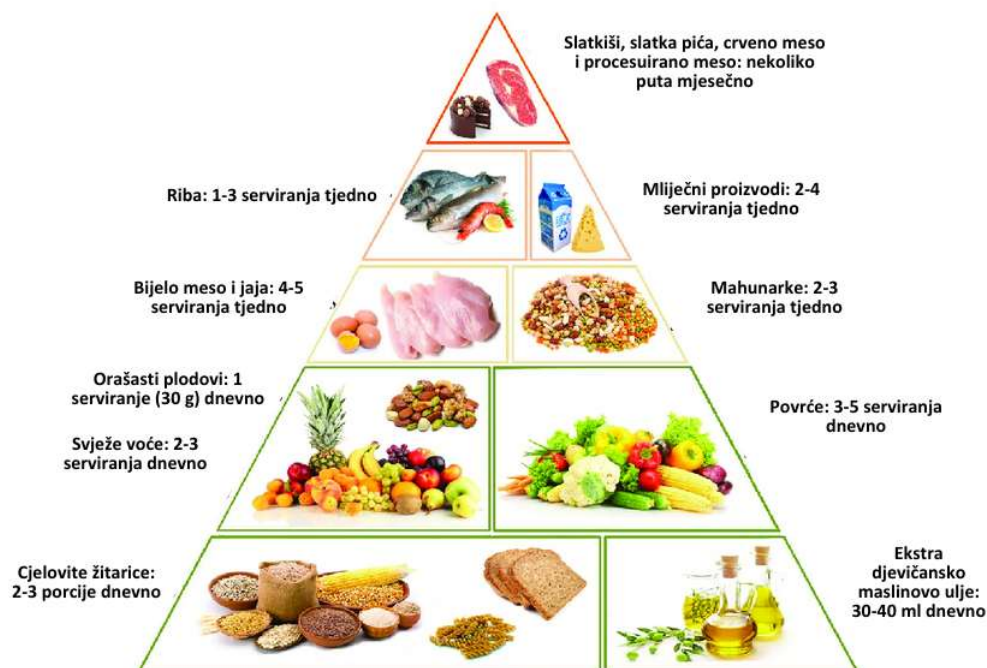 Slatkiši, slatka pića, crveno meso
i procesuirano meso: nekoliko
puta mjesečno
Riba: 1-3 serviranja tjedno
Mliječni proizvodi: 2-4
serviranja tjedno
Bijelo meso i jaja: 4-5
serviranja tjedno
Mahunarke: 2-3
serviranja tjedno
Orašasti plodovi: 1
serviranje (30 g) dnevno
Svježe voće: 2-3
serviranja dnevno
Povrće: 3-5 serviranja
dnevno
Cjelovite žitarice:
2-3 porcije dnevno
Ekstra
djevičansko
maslinovo ulje:
30-40 ml dnevno